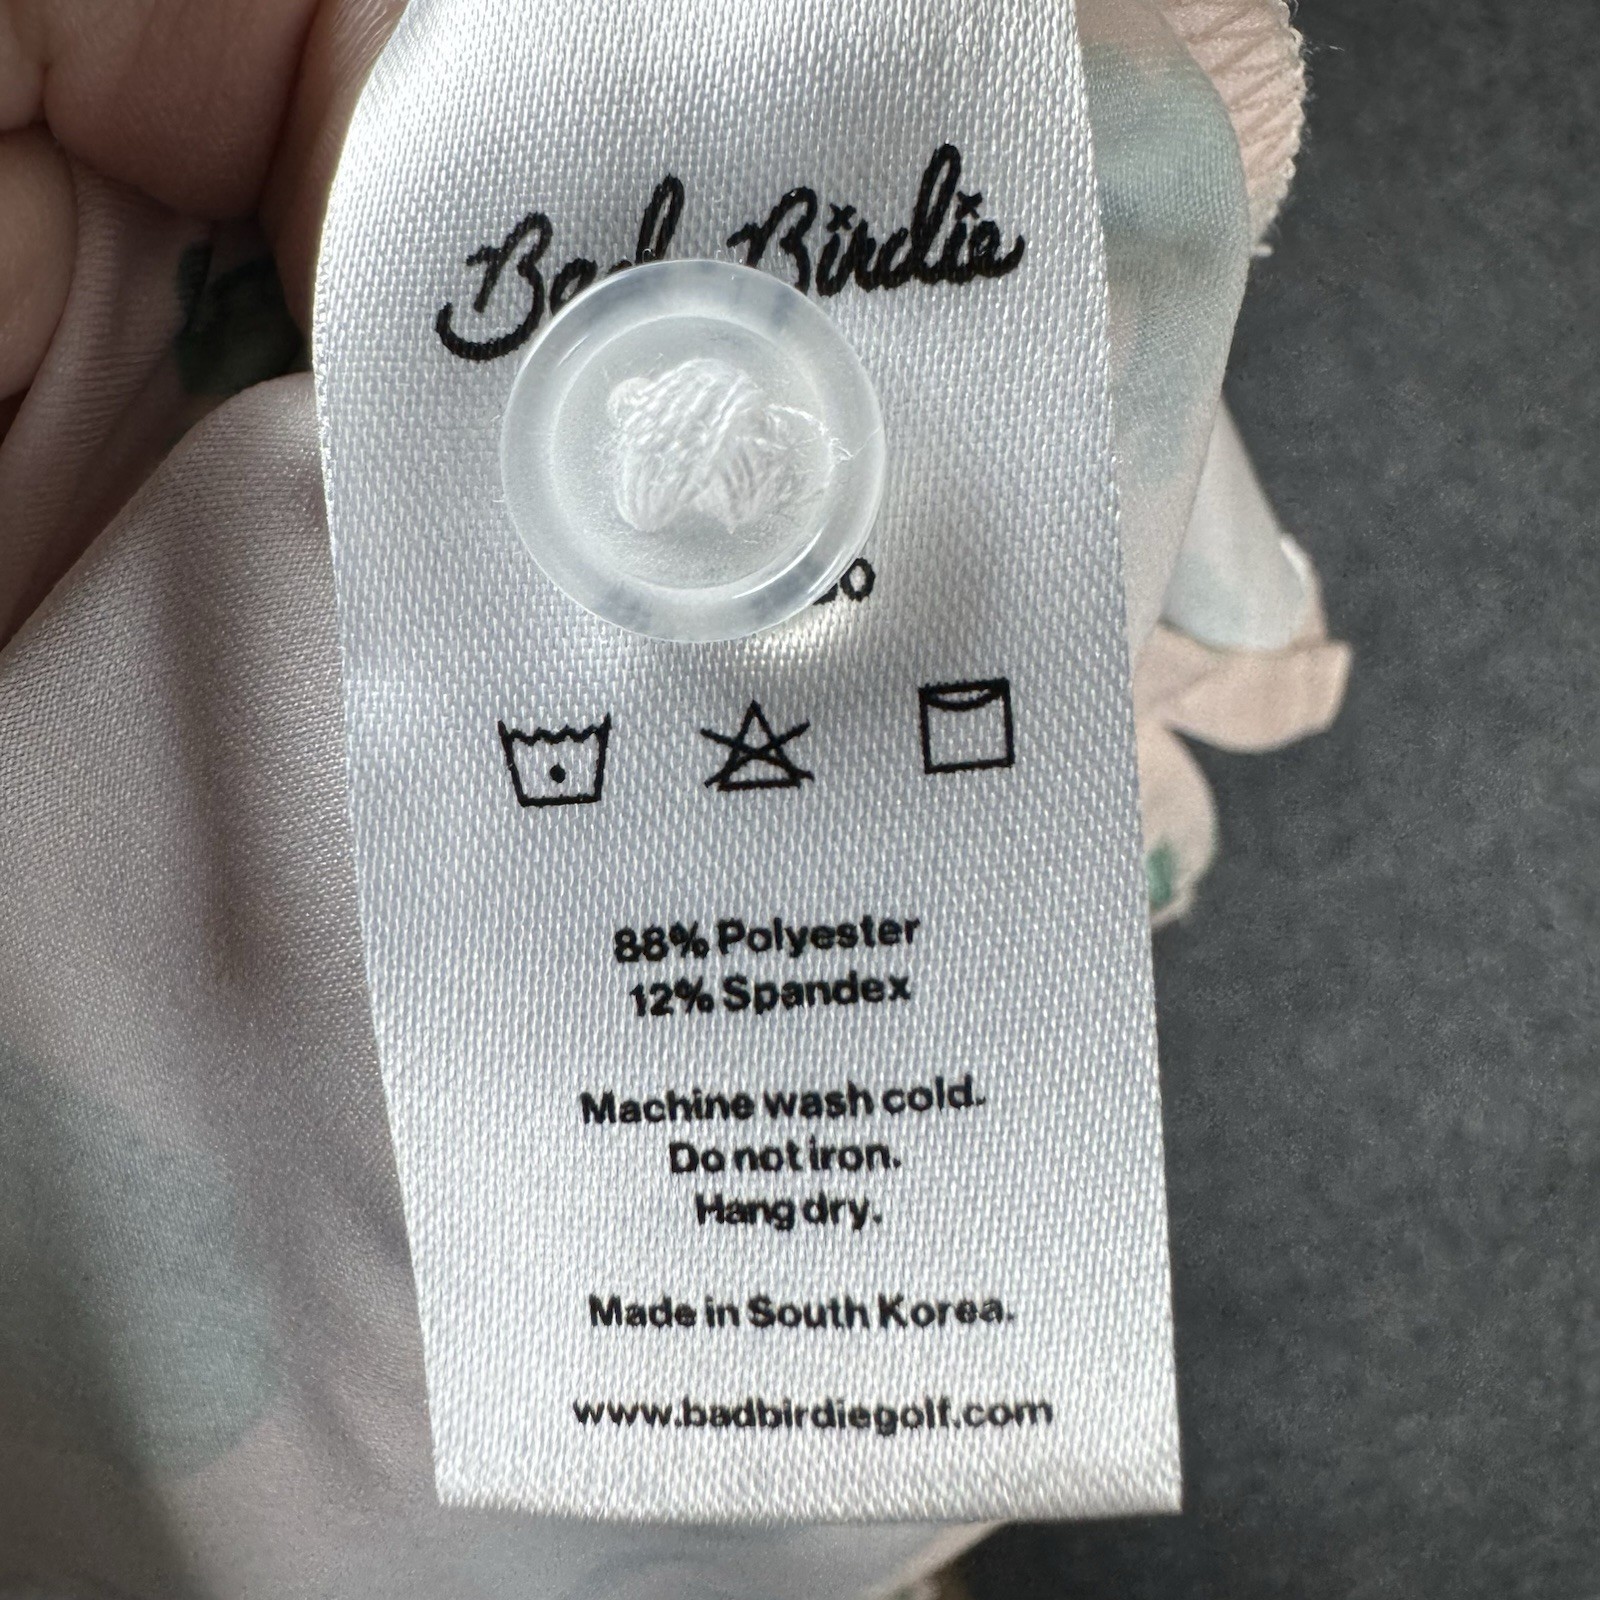 Bad Birdie
88% Polyester
12% Spandex
Machine wash cold.
Do not iron.
Hang dry.
Made in South Korea.
www.badbirdiegolf.com